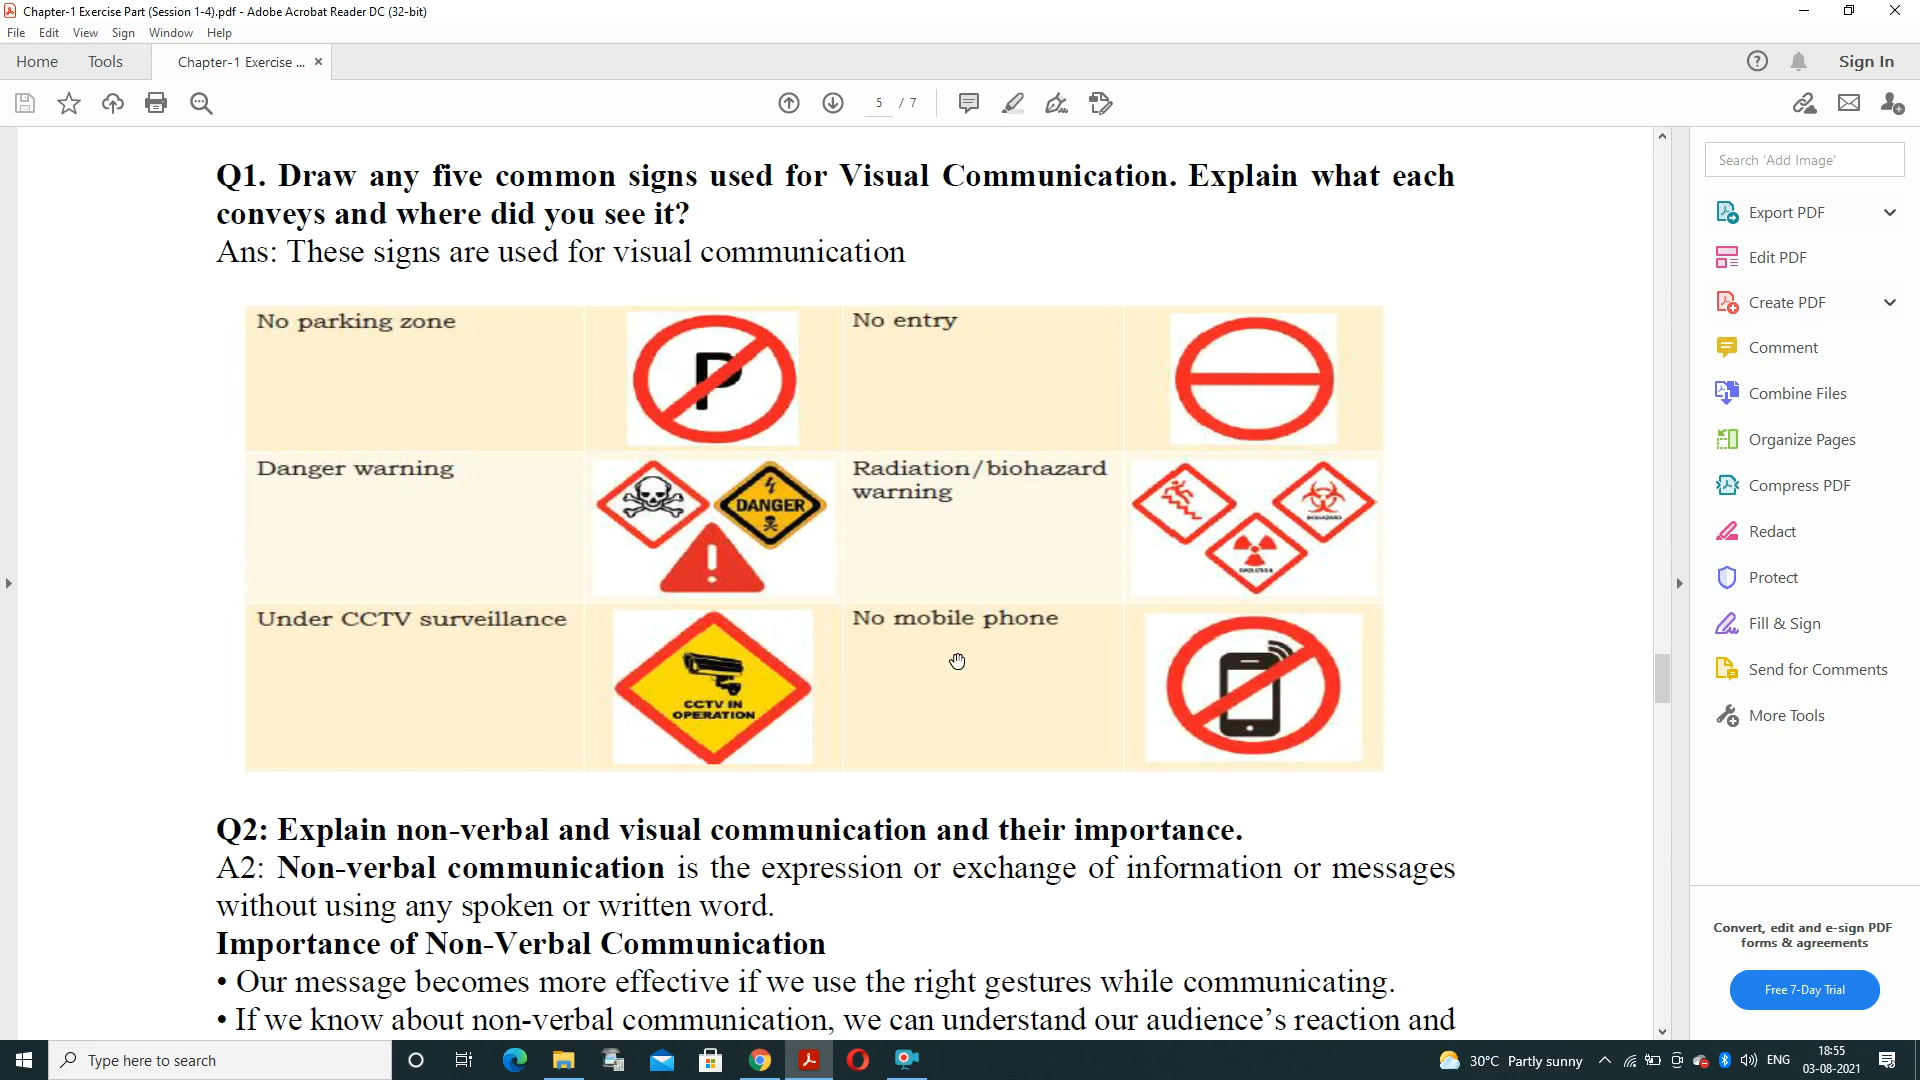 Chapter-1 Exercise Part (Session 1-4).pdf - Adobe Acrobat Reader DC (32-bit)
File Edit View Sign Window Help
Home Tools Chapter-1 Exercise ... × Sign In
5 / 7
Q1. Draw any five common signs used for Visual Communication. Explain what each
conveys and where did you see it?
Ans: These signs are used for visual communication
No parking zone
P
No entry
Danger warning
DANGER
!
Radiation/biohazard
warning
BIOHAZARD
RADIATION
Under CCTV surveillance
CCTV IN
OPERATION
No mobile phone
Q2: Explain non-verbal and visual communication and their importance.
A2: Non-verbal communication is the expression or exchange of information or messages
without using any spoken or written word.
Importance of Non-Verbal Communication
• Our message becomes more effective if we use the right gestures while communicating.
• If we know about non-verbal communication, we can understand our audience's reaction and
Search 'Add Image'
Export PDF
Edit PDF
Create PDF
Comment
Combine Files
Organize Pages
Compress PDF
Redact
Protect
Fill & Sign
Send for Comments
More Tools
Convert, edit and e-sign PDF
forms & agreements
Free 7-Day Trial
Type here to search
30°C Partly sunny
ENG
18:55
03-08-2021